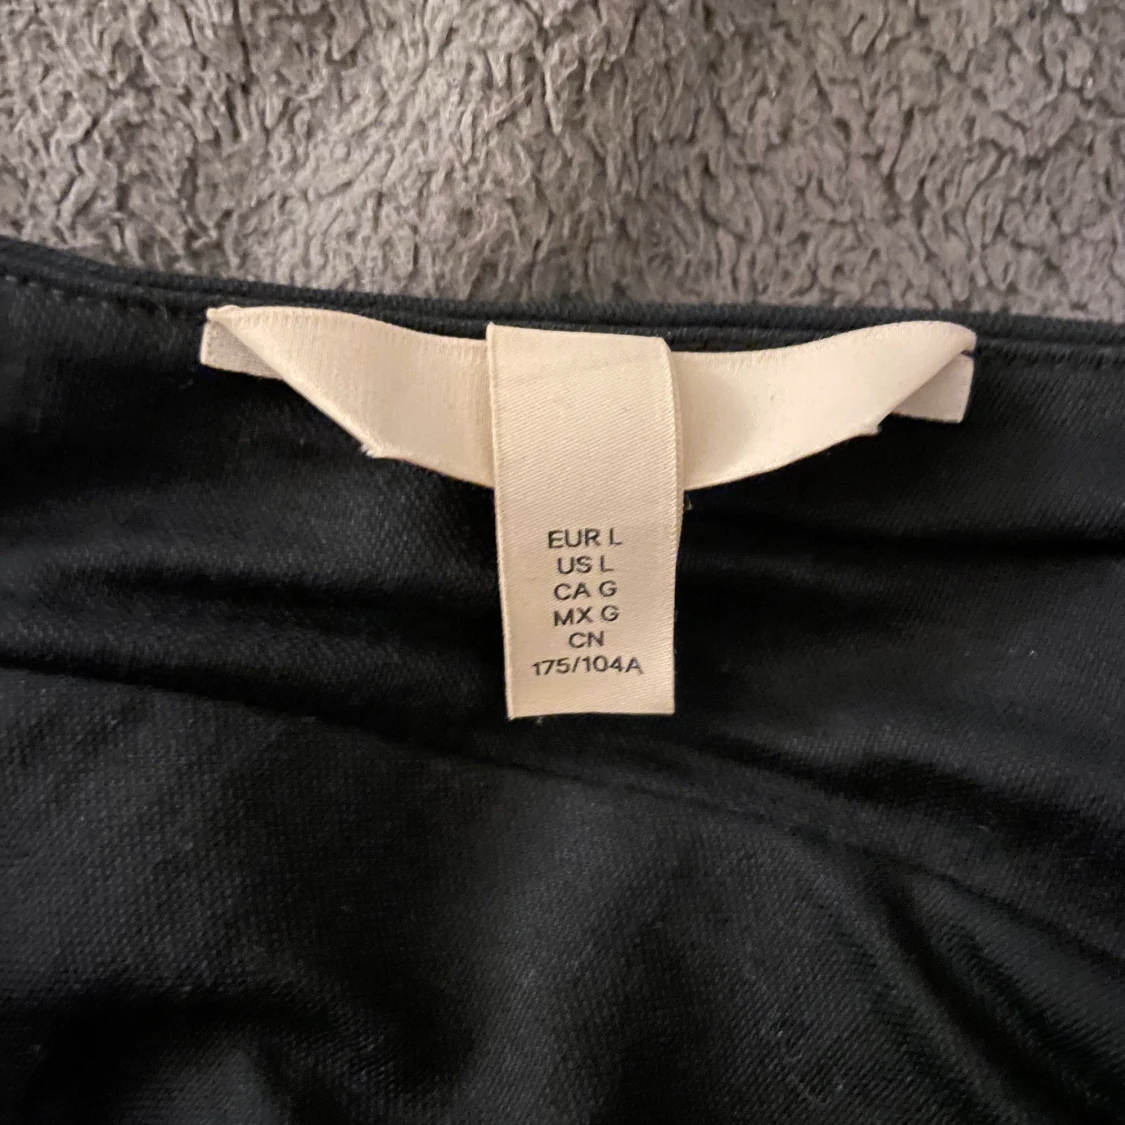 EUR L
US L
CA G
MX G
CN
175/104A